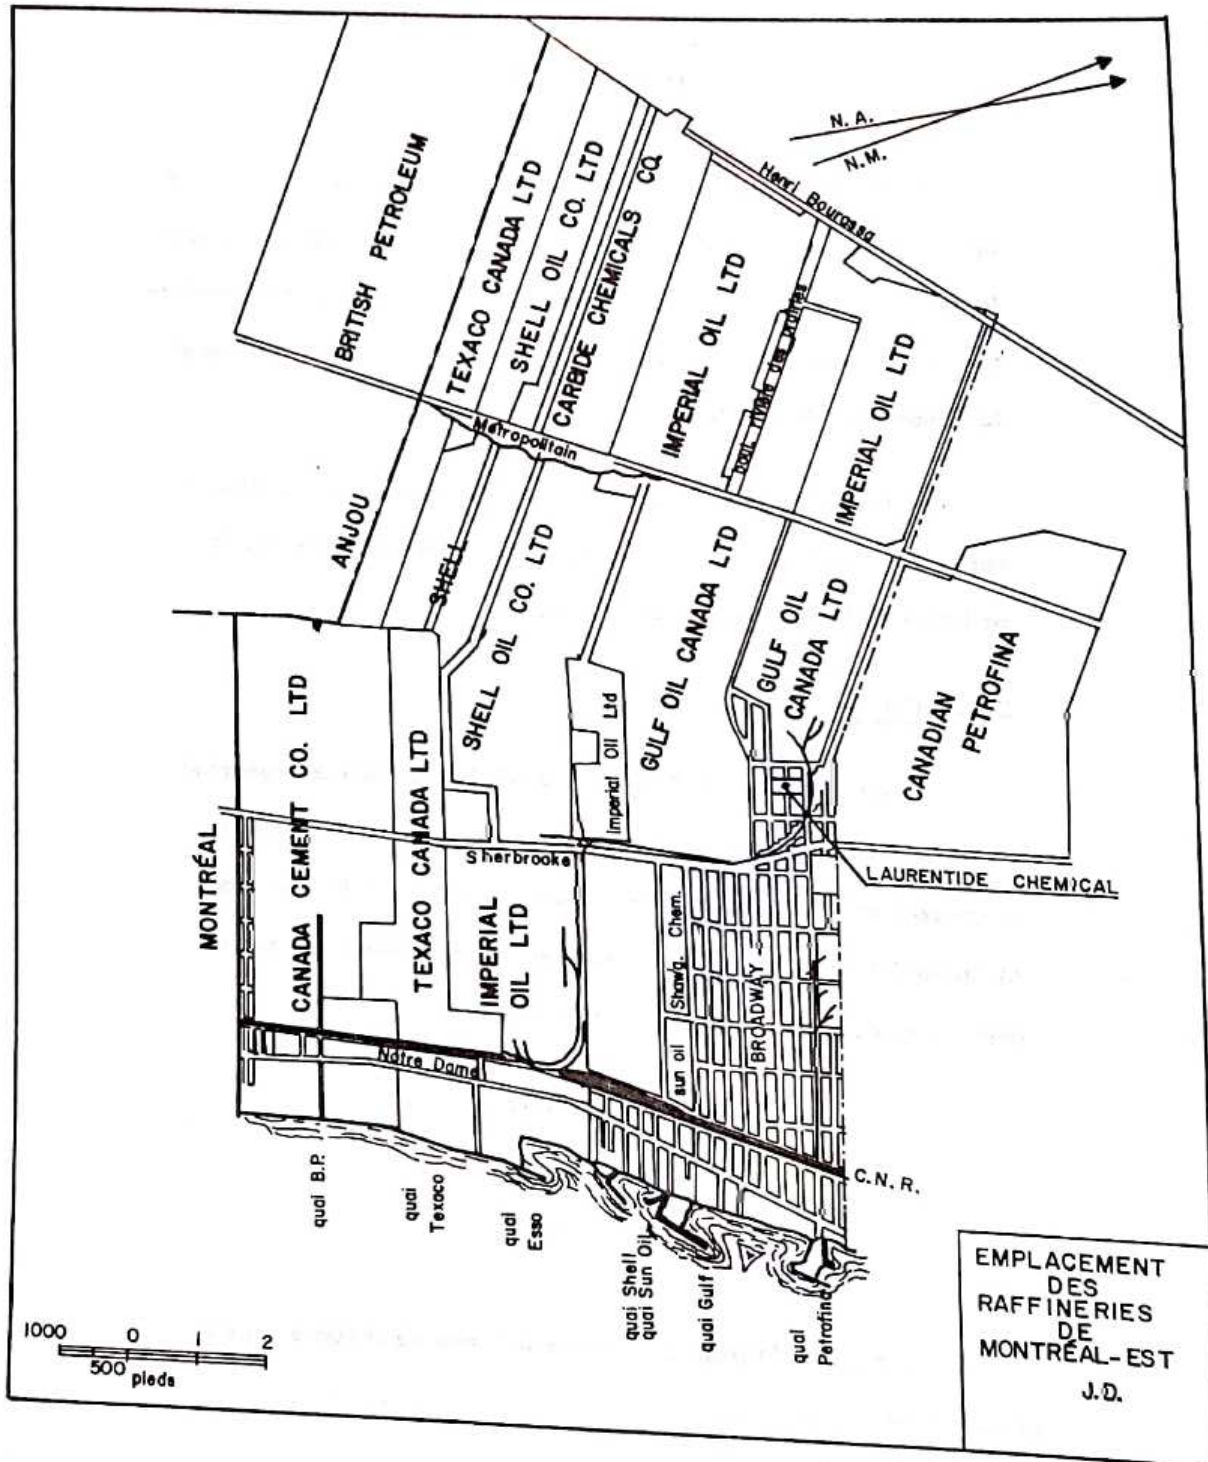 N. A.
N. M.
Henri Bourassa
BRITISH PETROLEUM
TEXACO CANADA LTD
SHELL OIL CO. LTD
CARBIDE CHEMICALS CO.
IMPERIAL OIL LTD
boul. rivière des prairies
IMPERIAL OIL LTD
Métropolitain
ANJOU
SHELL
SHELL OIL CO. LTD
GULF OIL CANADA LTD
GULF OIL
CANADA LTD
CANADIAN
PETROFINA
Imperial Oil Ltd
MONTRÉAL
CANADA CEMENT CO. LTD
TEXACO CANADA LTD
Sherbrooke
IMPERIAL
OIL LTD
LAURENTIDE CHEMICAL
Shawg. Chem.
sun oil
BROADWAY
Notre Dame
C.N.R.
quai B.P.
quai
Texaco
quai
Esso
quai Shell
quai Sun Oil
quai Gulf
quai
Petrofina
1000 0 1 2
500 pieds
EMPLACEMENT
DES
RAFFINERIES
DE
MONTRÉAL-EST
J.D.